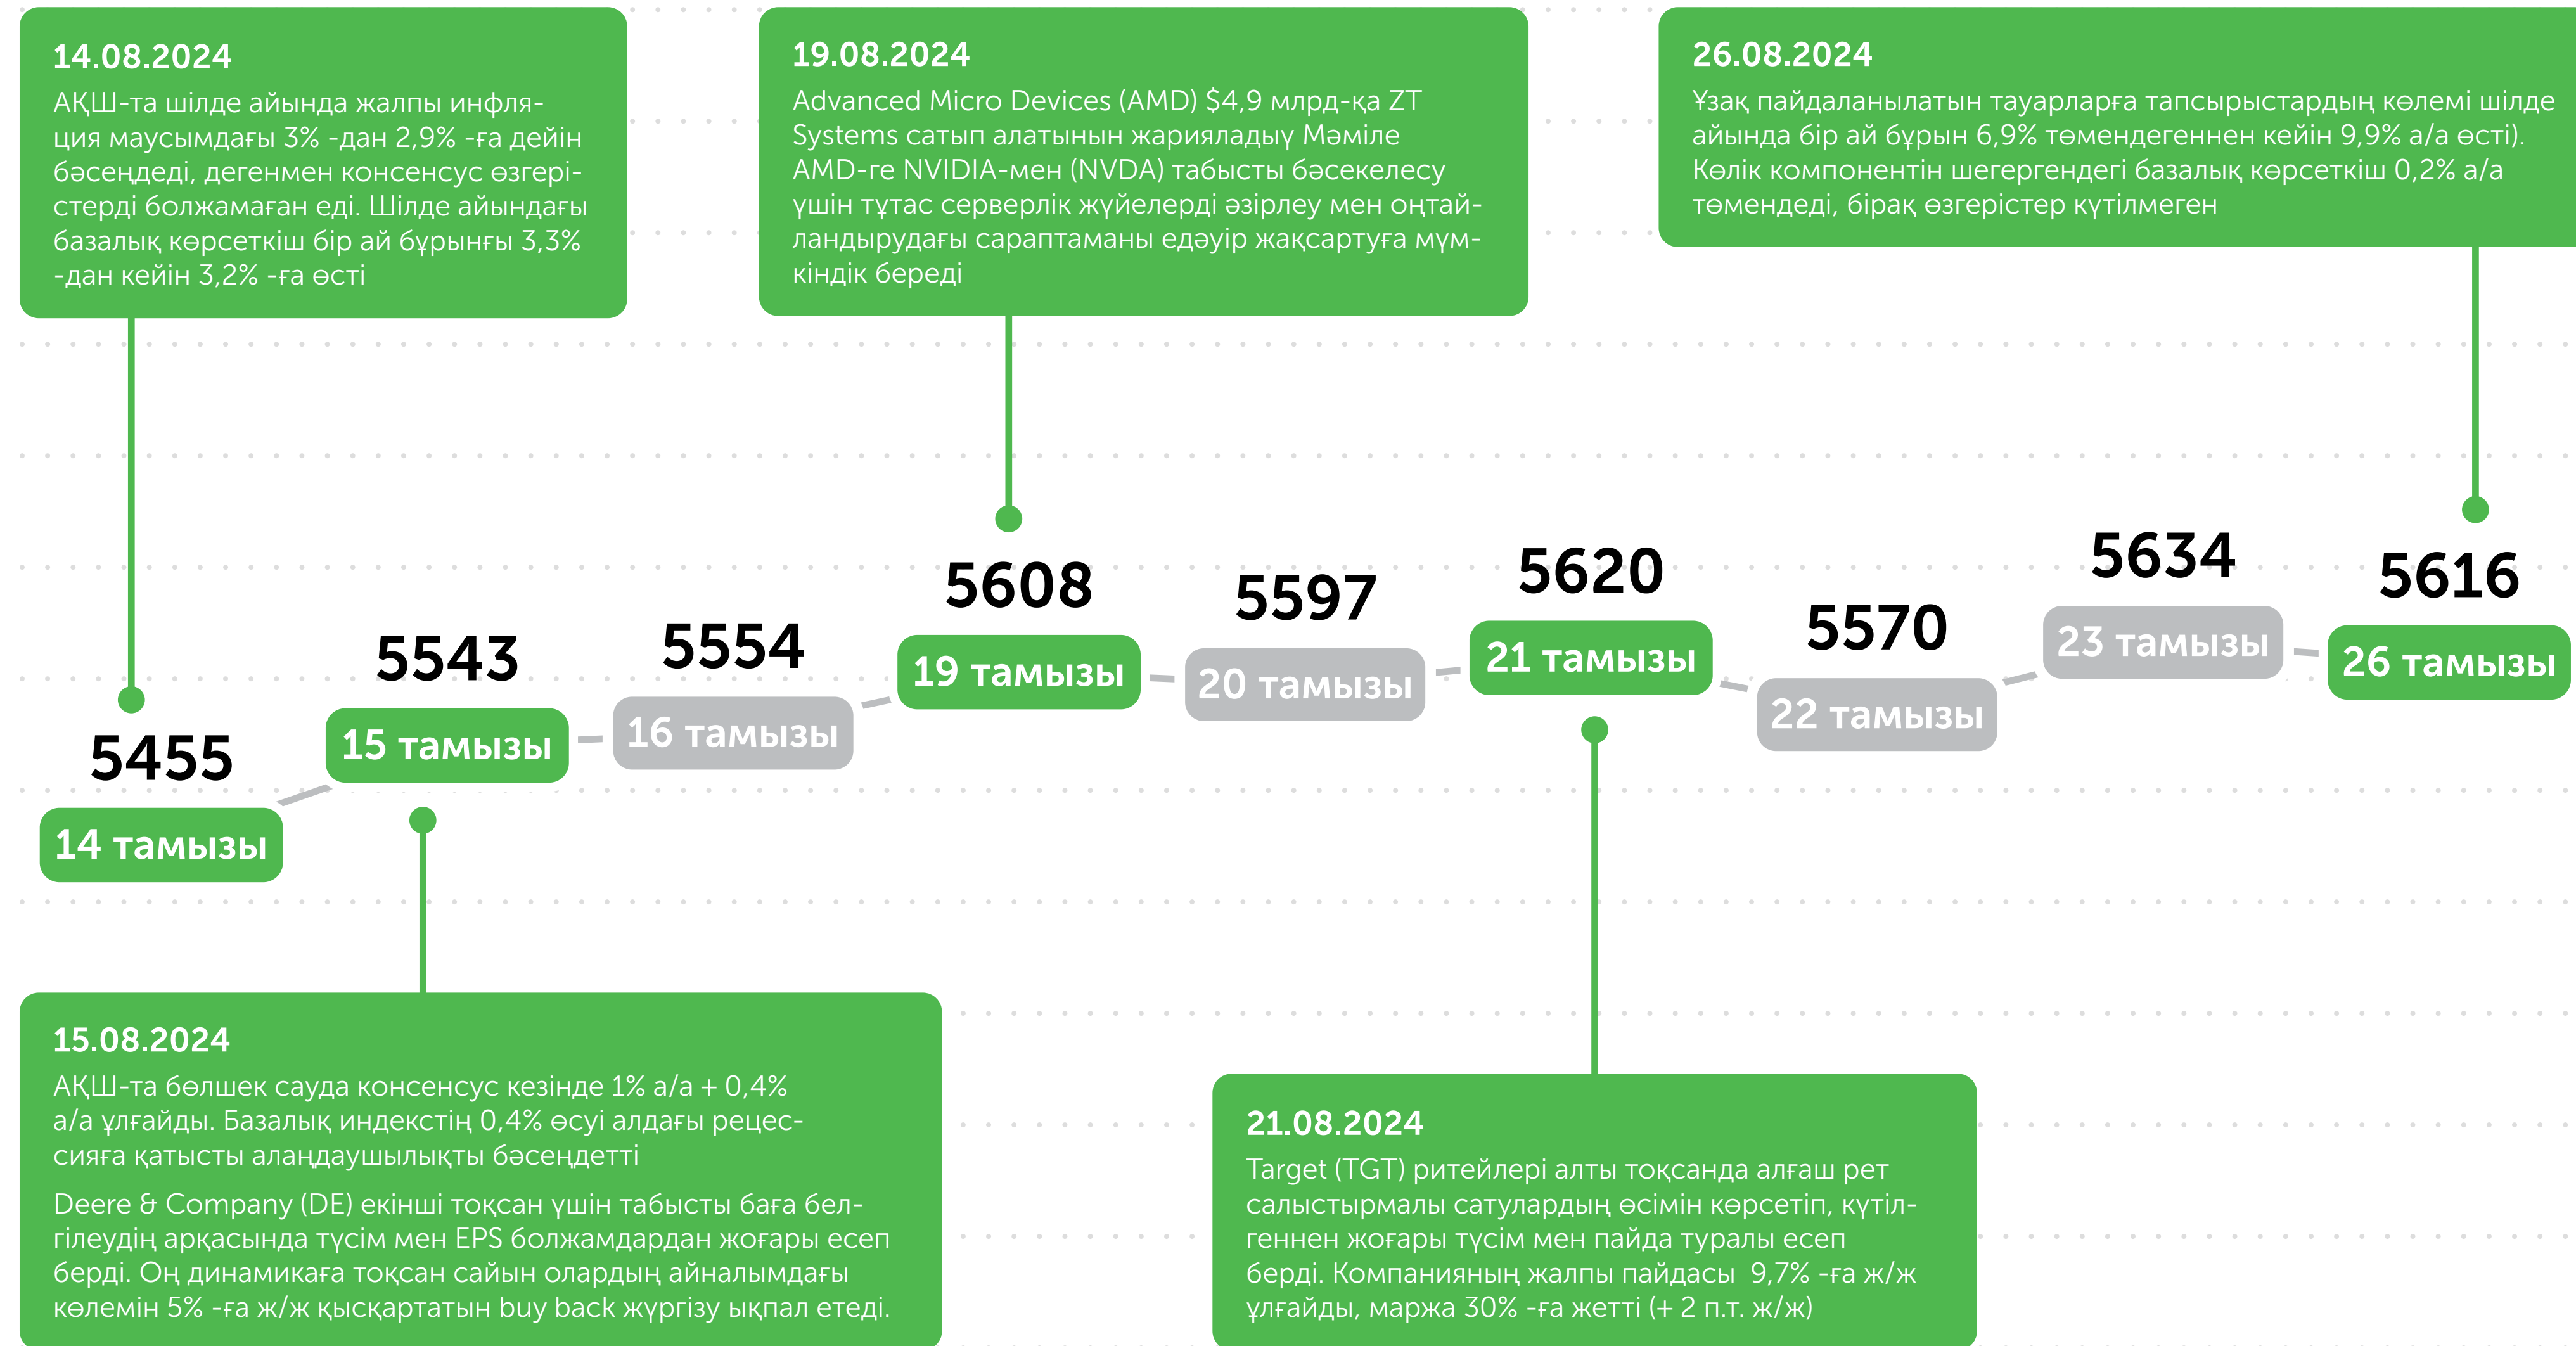 14.08.2024
АҚШ-та шілде айында жалпы инфля-
ция маусымдағы 3% -дан 2,9% -ға дейін
бәсеңдеді, дегенмен консенсус өзгері-
стерді болжамаған еді. Шілде айындағы
базалық көрсеткіш бір ай бұрынғы 3,3%
-дан кейін 3,2% -ға өсті
19.08.2024
Advanced Micro Devices (AMD) $4,9 млрд-қа ZT
Systems сатып алатынын жариялады​ү Мәміле
AMD-ге NVIDIA-мен (NVDA) табысты бәсекелесу
үшін тұтас серверлік жүйелерді әзірлеу мен оңтай-
ландырудағы сараптаманы едәуір жақсартуға мүм-
кіндік береді
26.08.2024
Ұзақ пайдаланылатын тауарларға тапсырыстардың көлемі шілде
айында бір ай бұрын 6,9% төмендегеннен кейін 9,9% а/а өсті).
Көлік компонентін шегергендегі базалық көрсеткіш 0,2% а/а
төмендеді, бірақ өзгерістер күтілмеген
5455
14 тамызы
5543
15 тамызы
5554
16 тамызы
5608
19 тамызы
5597
20 тамызы
5620
21 тамызы
5570
22 тамызы
5634
23 тамызы
5616
26 тамызы
15.08.2024
АҚШ-та бөлшек сауда консенсус кезінде 1% а/а + 0,4%
а/а ұлғайды. Базалық индекстің 0,4% өсуі алдағы рецес-
сияға қатысты алаңдаушылықты бәсеңдетті
Deere & Company (DE) екінші тоқсан үшін табысты баға бел-
гілеудің арқасында түсім мен EPS болжамдардан жоғары есеп
берді. Оң динамикаға тоқсан сайын олардың айналымдағы
көлемін 5% -ға ж/ж қысқартатын buy back жүргізу ықпал етеді.
21.08.2024
Target (TGT) ритейлері алты тоқсанда алғаш рет
салыстырмалы сатулардың өсімін көрсетіп, күтіл-
геннен жоғары түсім мен пайда туралы есеп
берді. Компанияның жалпы пайдасы 9,7% -ға ж/ж
ұлғайды, маржа 30% -ға жетті (+ 2 п.т. ж/ж)